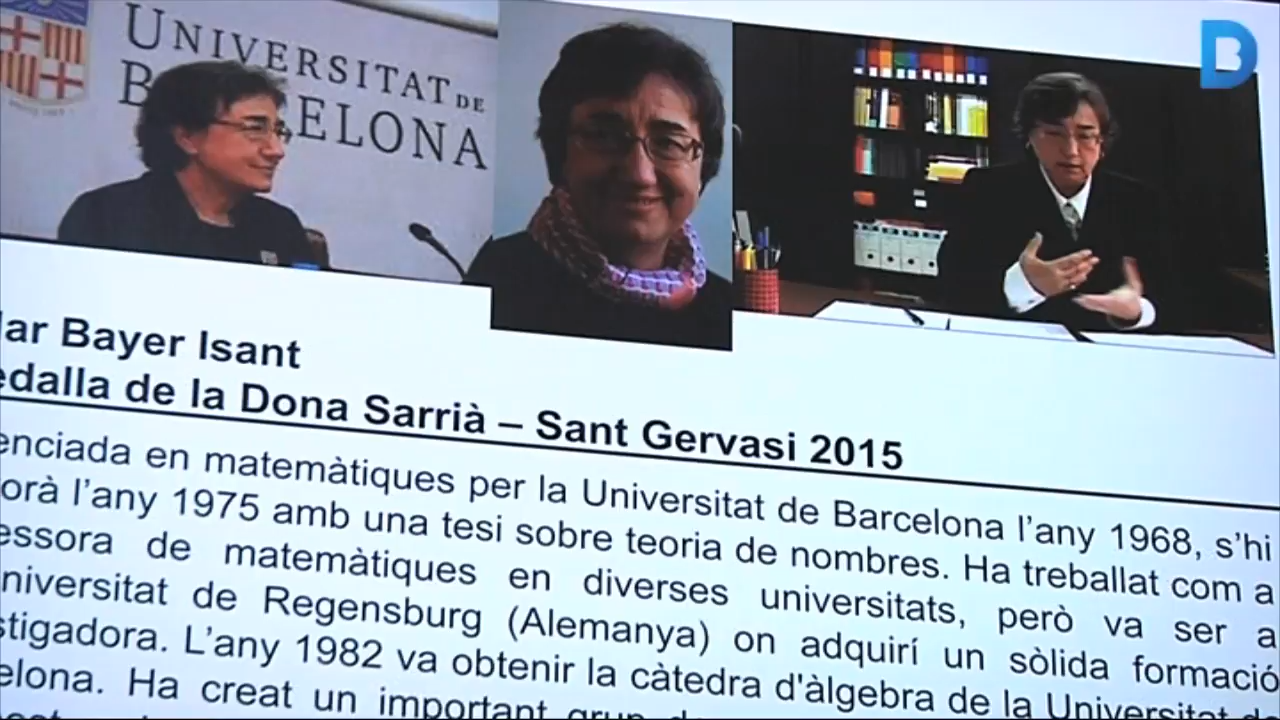 UNIVERSITAT DE
BARCELONA
lar Bayer Isant
edalla de la Dona Sarrià – Sant Gervasi 2015
enciada en matemàtiques per la Universitat de Barcelona l'any 1968, s'hi
orà l'any 1975 amb una tesi sobre teoria de nombres. Ha treballat com a
essora de matemàtiques en diverses universitats, però va ser a
niversitat de Regensburg (Alemanya) on adquirí un sòlida formació
stigadora. L'any 1982 va obtenir la càtedra d'àlgebra de la Universitat de
elona. Ha creat un important grup de